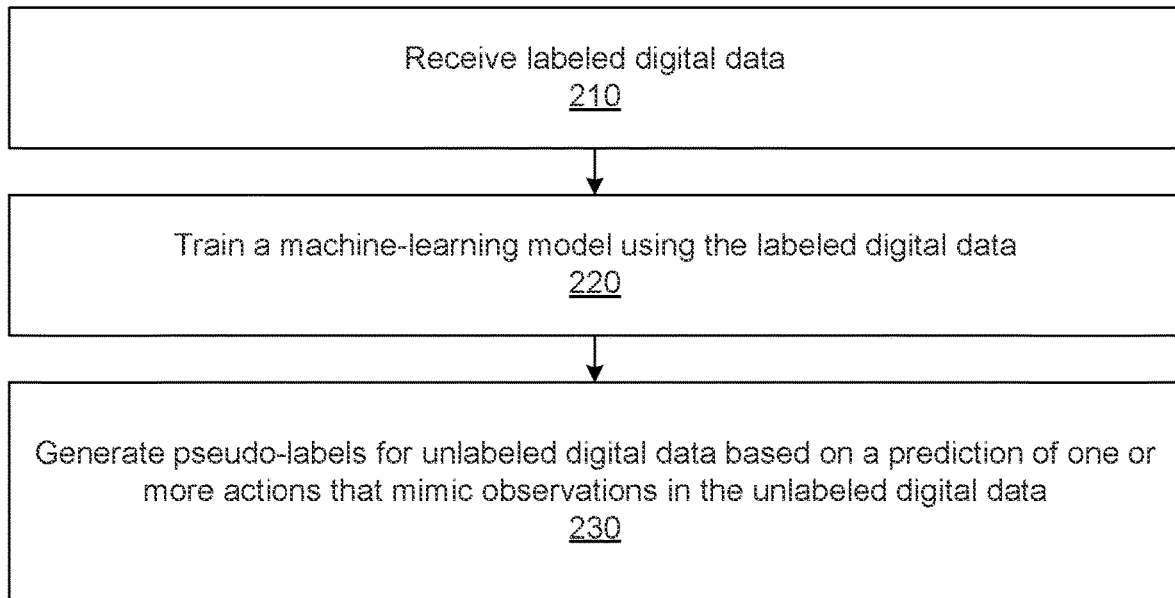 Receive labeled digital data
210
Train a machine-learning model using the labeled digital data
220
Generate pseudo-labels for unlabeled digital data based on a prediction of one or
more actions that mimic observations in the unlabeled digital data
230